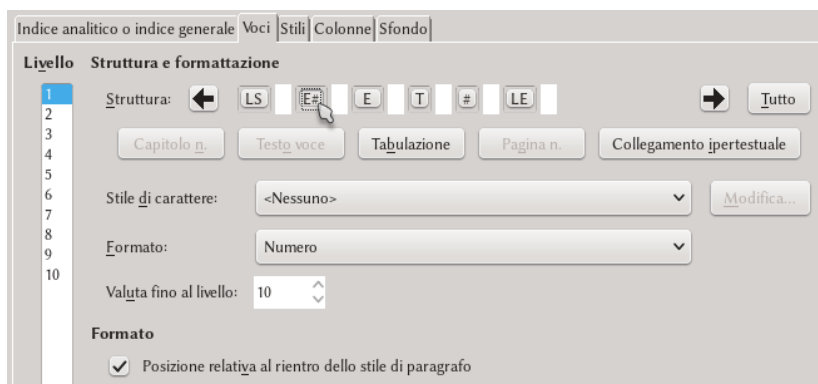 Indice analitico o indice generale Voci Stili Colonne Sfondo
Livello Struttura e formattazione
1
2
3
4
5
6
7
8
9
10
Struttura: LS E# E T # LE Tutto
Capitolo n. Testo voce Tabulazione Pagina n. Collegamento ipertestuale
Stile di carattere: <Nessuno> Modifica...
Formato: Numero
Valuta fino al livello: 10
Formato
Posizione relativa al rientro dello stile di paragrafo